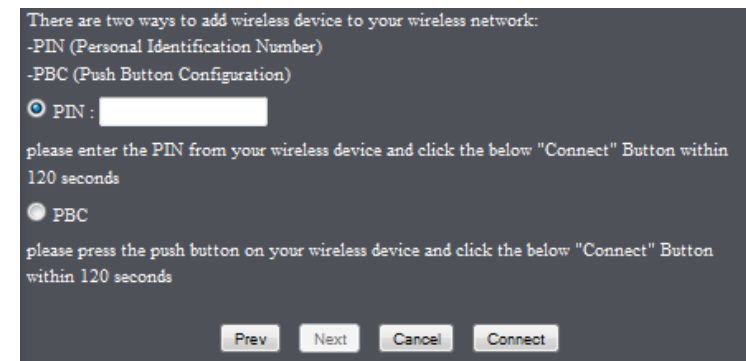 There are two ways to add wireless device to your wireless network:
-PIN (Personal Identification Number)
-PBC (Push Button Configuration)
PIN :
please enter the PIN from your wireless device and click the below "Connect" Button within
120 seconds
PBC
please press the push button on your wireless device and click the below "Connect" Button
within 120 seconds
Prev Next Cancel Connect